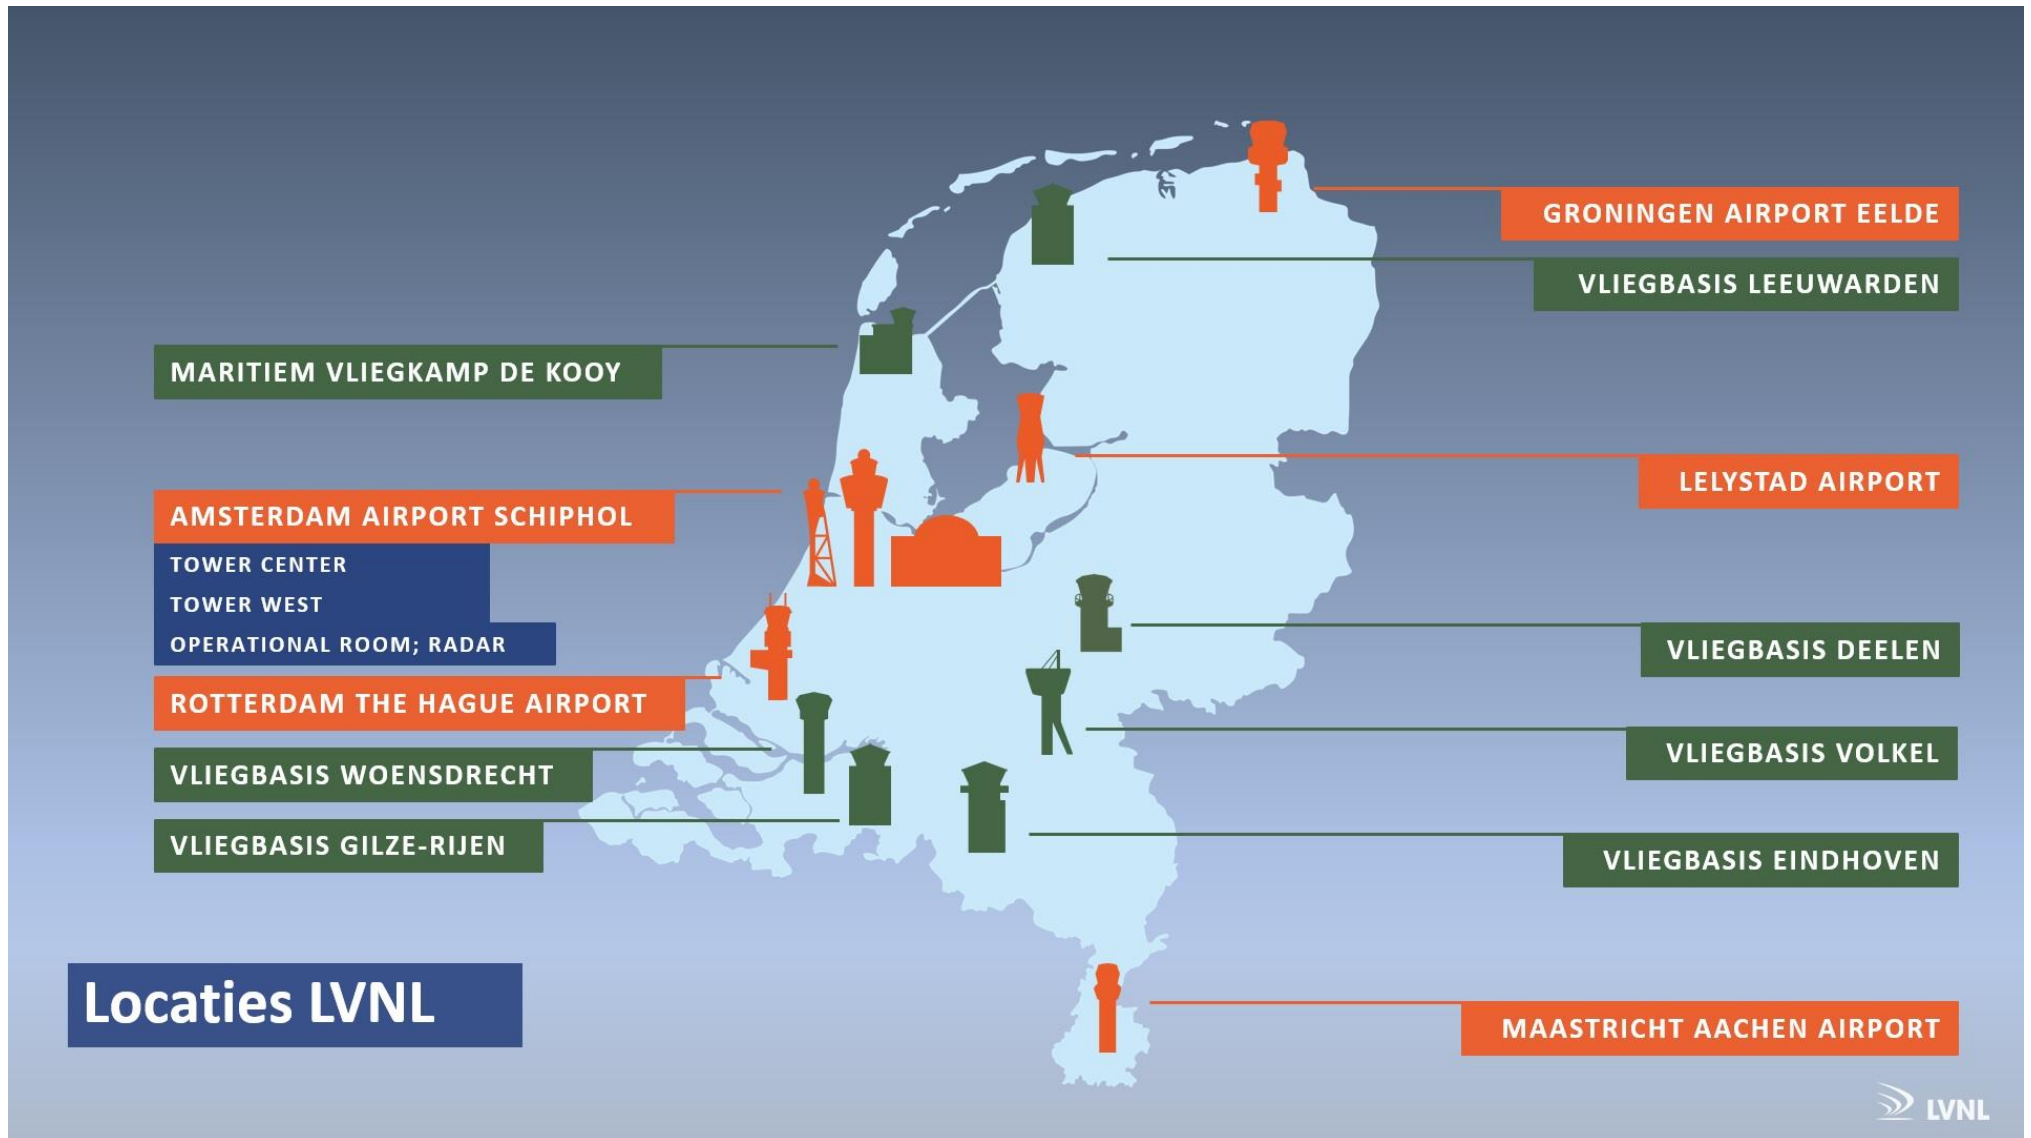 GRONINGEN AIRPORT EELDE
VLIEGBASIS LEEUWARDEN
MARITIEM VLIEGKAMP DE KOOY
LELYSTAD AIRPORT
AMSTERDAM AIRPORT SCHIPHOL
TOWER CENTER
TOWER WEST
OPERATIONAL ROOM; RADAR
VLIEGBASIS DEELEN
ROTTERDAM THE HAGUE AIRPORT
VLIEGBASIS VOLKEL
VLIEGBASIS WOENSDRECHT
VLIEGBASIS GILZE-RIJEN
VLIEGBASIS EINDHOVEN
Locaties LVNL
MAASTRICHT AACHEN AIRPORT
LVNL